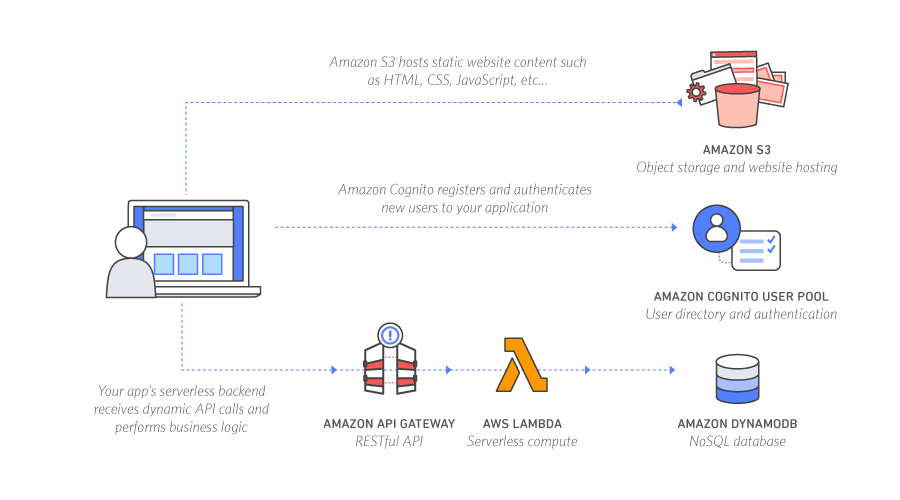 Amazon S3 hosts static website content such
as HTML, CSS, JavaScript, etc...
AMAZON S3
Object storage and website hosting
Amazon Cognito registers and authenticates
new users to your application
AMAZON COGNITO USER POOL
User directory and authentication
Your app's serverless backend
receives dynamic API calls and
performs business logic
AMAZON API GATEWAY
RESTful API
AWS LAMBDA
Serverless compute
AMAZON DYNAMODB
NoSQL database